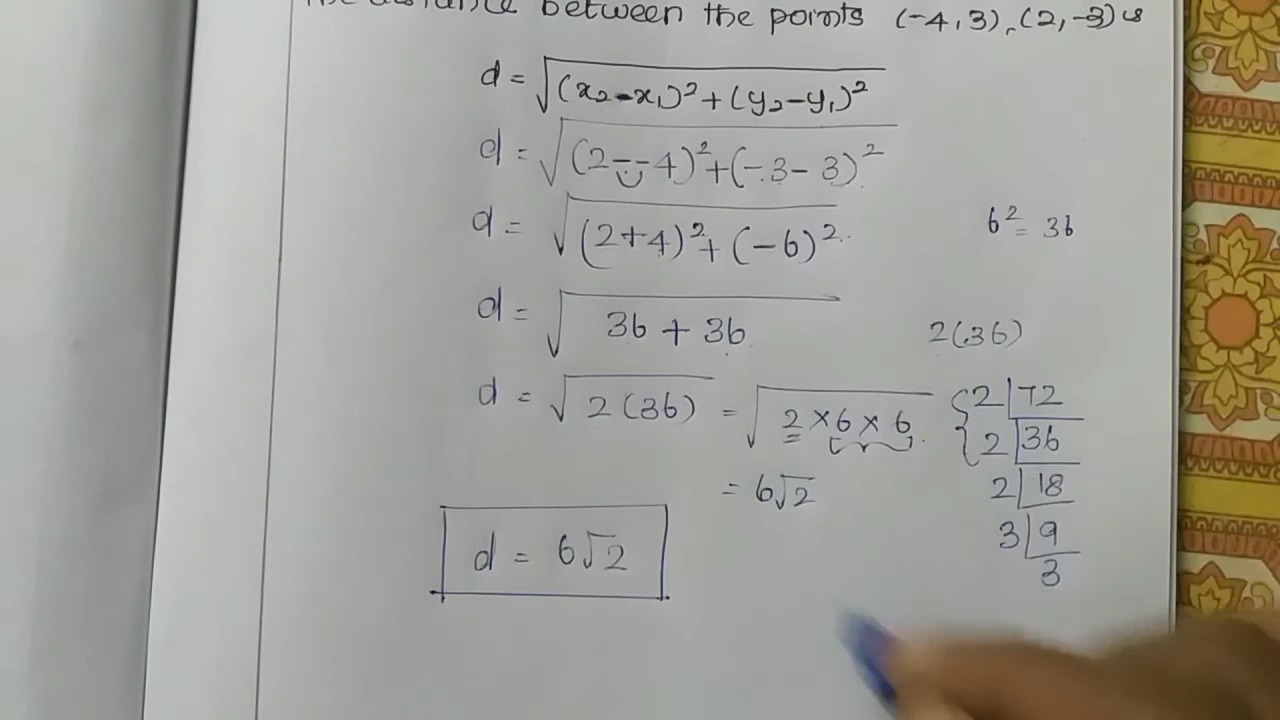 between the points (-4,3), (2,-3) is
d = √(x₂-x₁)²+(y₂-y₁)²
d = √(2--4)²+(-3-3)²
d = √(2+4)²+(-6)²
6² = 36
d = √36+36
2(36)
d = √2(36) = √2×6×6
2|72
2|36
= 6√2
2|18
3|9
3
d = 6√2